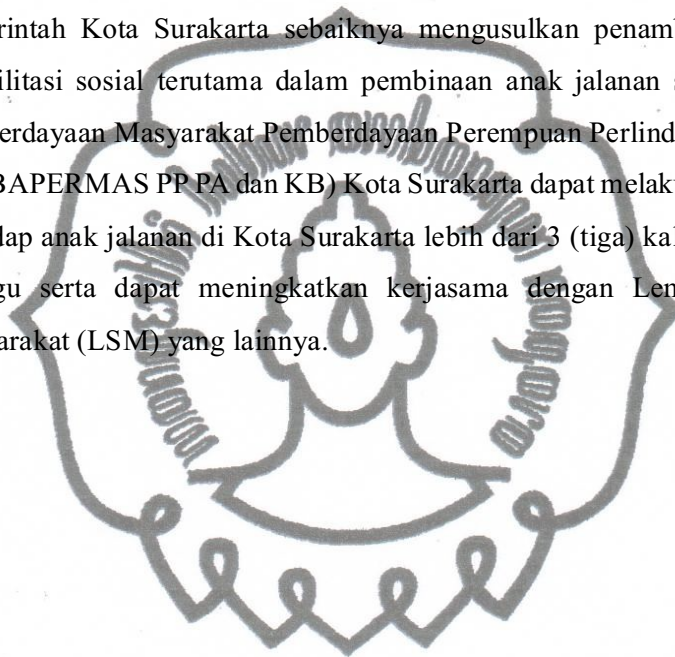 rintah Kota Surakarta sebaiknya mengusulkan penamb
ilitasi sosial terutama dalam pembinaan anak jalanan s
erdayaan Masyarakat Pemberdayaan Perempuan Perlind
BAPERMAS PP PA dan KB) Kota Surakarta dapat melak
dap anak jalanan di Kota Surakarta lebih dari 3 (tiga) kal
gu serta dapat meningkatkan kerjasama dengan Len
arakat (LSM) yang lainnya.